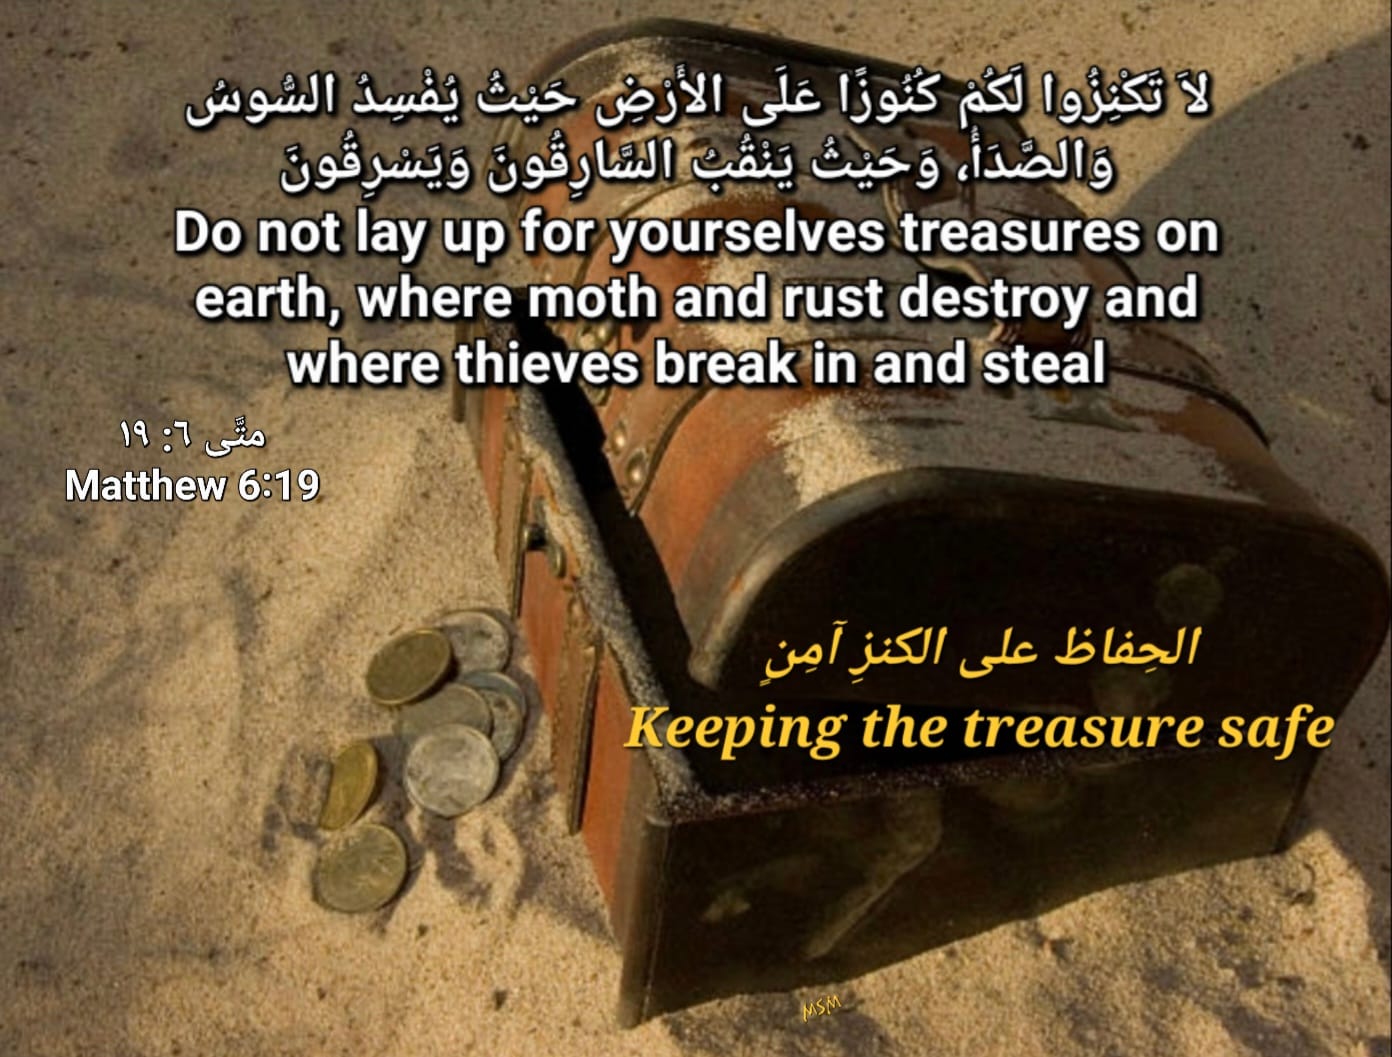 لاَ تَكْنِزُوا لَكُمْ كُنُوزًا عَلَى الأَرْضِ حَيْثُ يُفْسِدُ السُّوسُ
وَالصَّدَأُ، وَحَيْثُ يَنْقُبُ السَّارِقُونَ وَيَسْرِقُونَ
Do not lay up for yourselves treasures on
earth, where moth and rust destroy and
where thieves break in and steal
متَّى ٦: ١٩
Matthew 6:19
الحِفاظ على الكنزِ آمِنٍ
Keeping the treasure safe
MSM